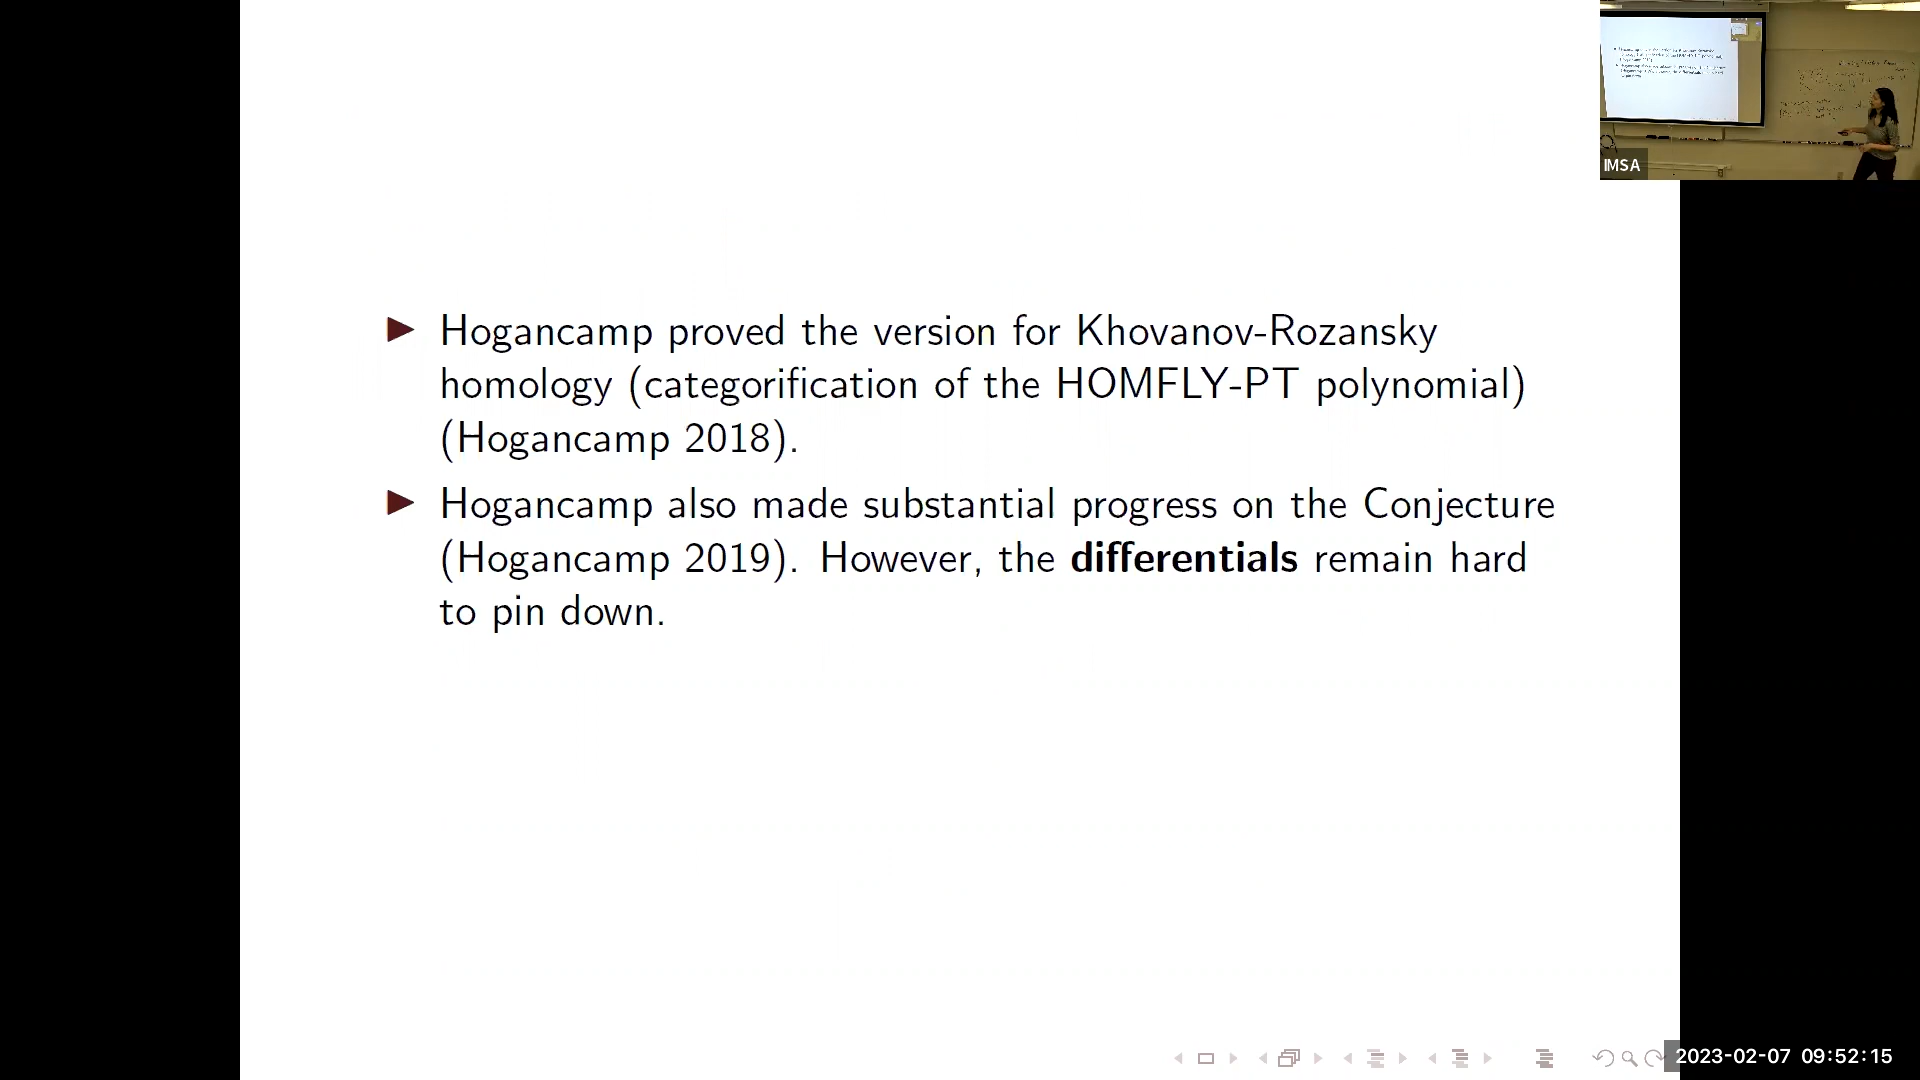 Hogancamp proved the version for Khovanov-Rozansky
homology (categorification of the HOMFLY-PT polynomial)
(Hogancamp 2018).
Hogancamp also made substantial progress on the Conjecture
(Hogancamp 2019). However, the differentials remain hard
to pin down.
IMSA
2023-02-07 09:52:15